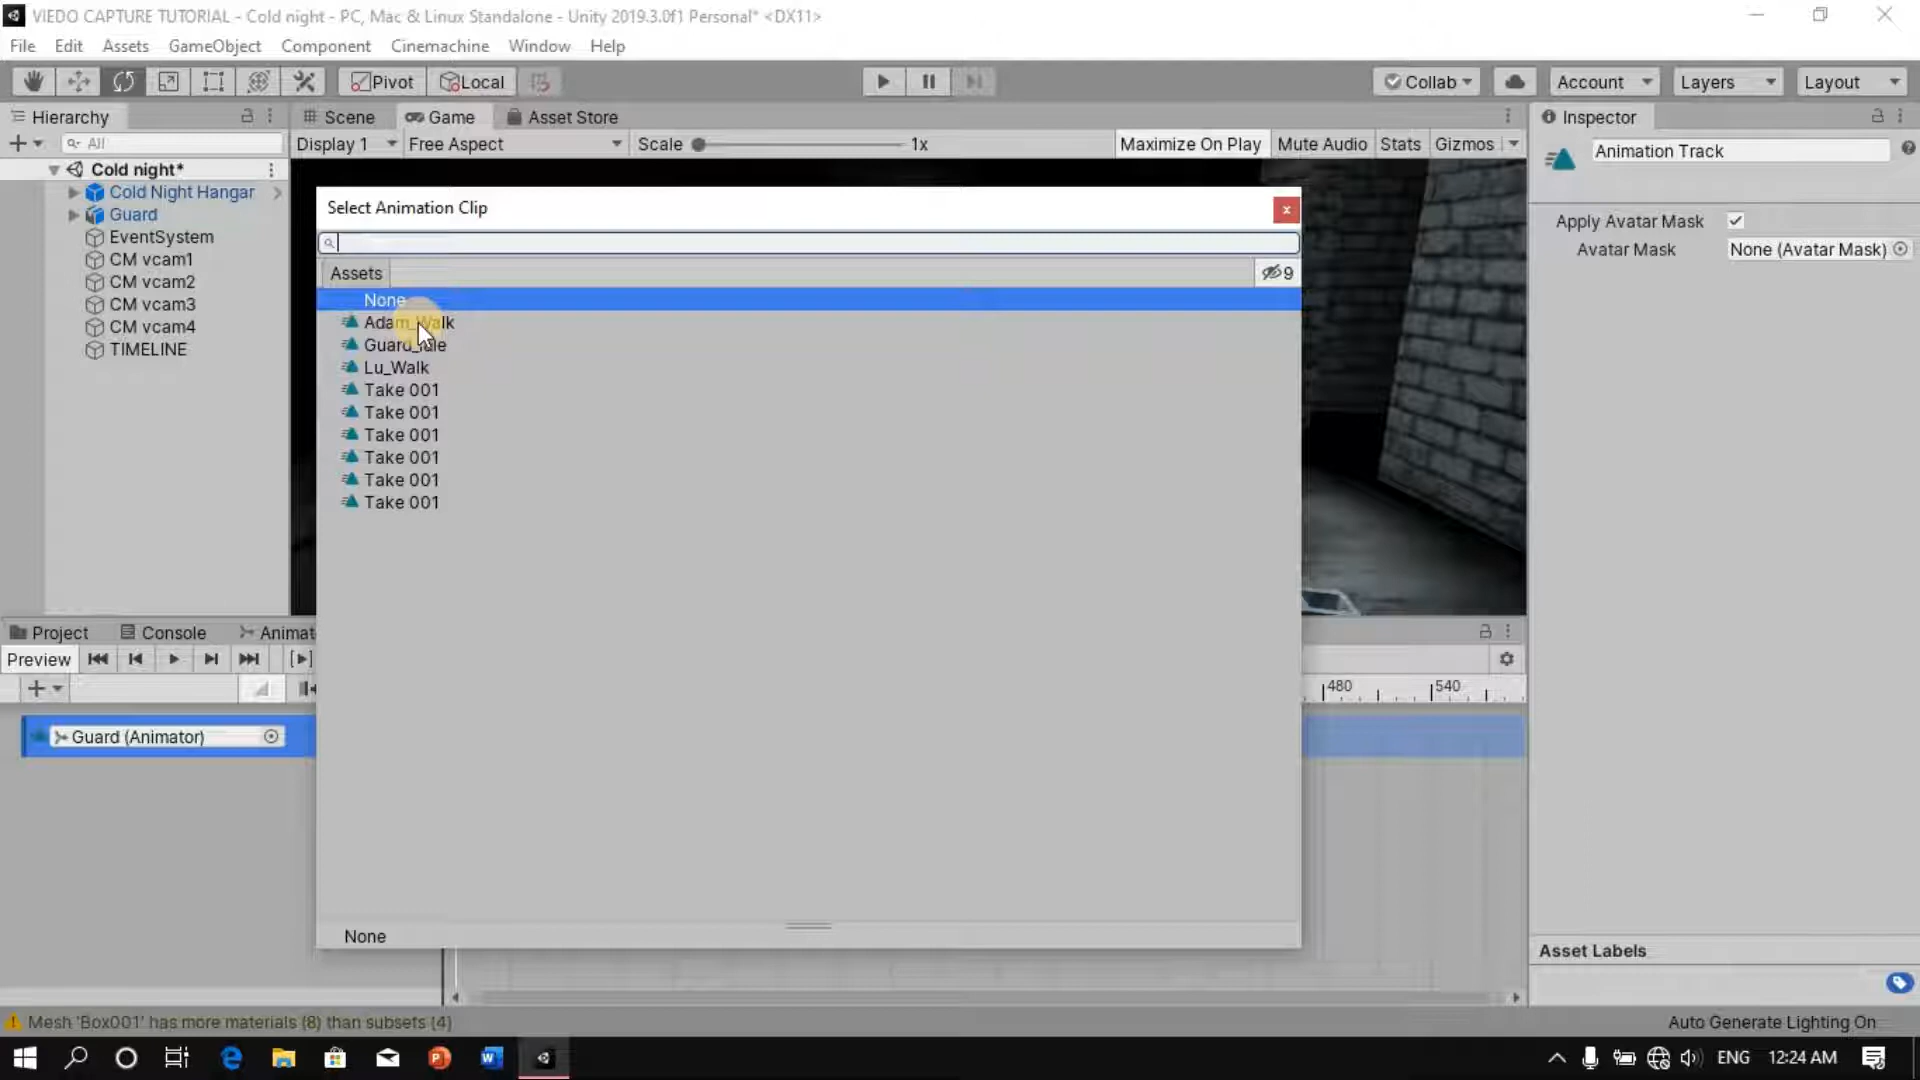 VIEDO CAPTURE TUTORIAL - Cold night - PC, Mac & Linux Standalone - Unity 2019.3.0f1 Personal* <DX11>
File Edit Assets GameObject Component Cinemachine Window Help
Pivot Local Collab Account Layers Layout
Hierarchy Scene Game Asset Store Inspector
All Display 1 Free Aspect Scale 1x Maximize On Play Mute Audio Stats Gizmos Animation Track
Cold night*
Cold Night Hangar
Guard
EventSystem
CM vcam1
CM vcam2
CM vcam3
CM vcam4
TIMELINE
Select Animation Clip
Assets 9
None
Adam_Walk
Guard_Idle
Lu_Walk
Take 001
Take 001
Take 001
Take 001
Take 001
Take 001
None
Apply Avatar Mask
Avatar Mask None (Avatar Mask)
Project Console Animat
Preview
480 540
Guard (Animator)
Asset Labels
Mesh 'Box001' has more materials (8) than subsets (4) Auto Generate Lighting On
ENG 12:24 AM